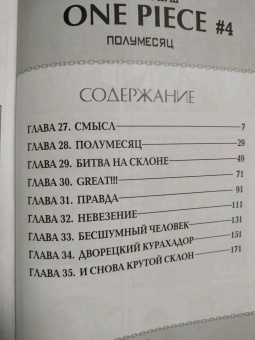 ONE PIECE #4
ПОЛУМЕСЯЦ
СОДЕРЖАНИЕ
ГЛАВА 27. СМЫСЛ 7
ГЛАВА 28. ПОЛУМЕСЯЦ 29
ГЛАВА 29. БИТВА НА СКЛОНЕ 49
ГЛАВА 30. GREAT!!! 71
ГЛАВА 31. ПРАВДА 91
ГЛАВА 32. НЕВЕЗЕНИЕ 111
ГЛАВА 33. БЕСШУМНЫЙ ЧЕЛОВЕК 131
ГЛАВА 34. ДВОРЕЦКИЙ КУРАХАДОР 151
ГЛАВА 35. И СНОВА КРУТОЙ СКЛОН 171